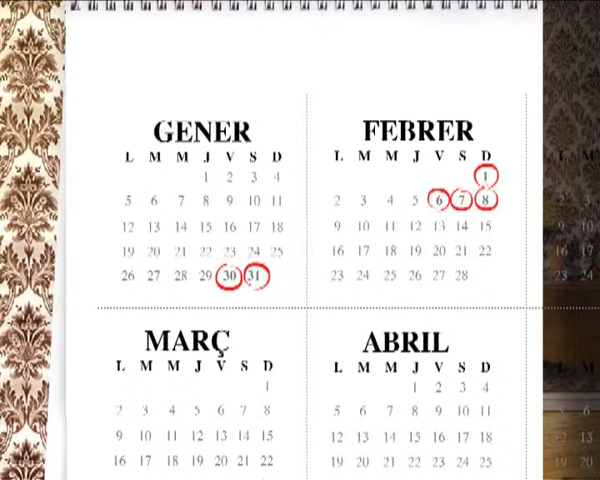 GENER
L M M J V S D
1 2 3 4
5 6 7 8 9 10 11
12 13 14 15 16 17 18
19 20 21 22 23 24 25
26 27 28 29 30 31
FEBRER
L M M J V S D
1
2 3 4 5 6 7 8
9 10 11 12 13 14 15
16 17 18 19 20 21 22
23 24 25 26 27 28
MARÇ
L M M J V S D
1
2 3 4 5 6 7 8
9 10 11 12 13 14 15
16 17 18 19 20 21 22
ABRIL
L M M J V S D
1 2 3 4
5 6 7 8 9 10 11
12 13 14 15 16 17 18
19 20 21 22 23 24 25